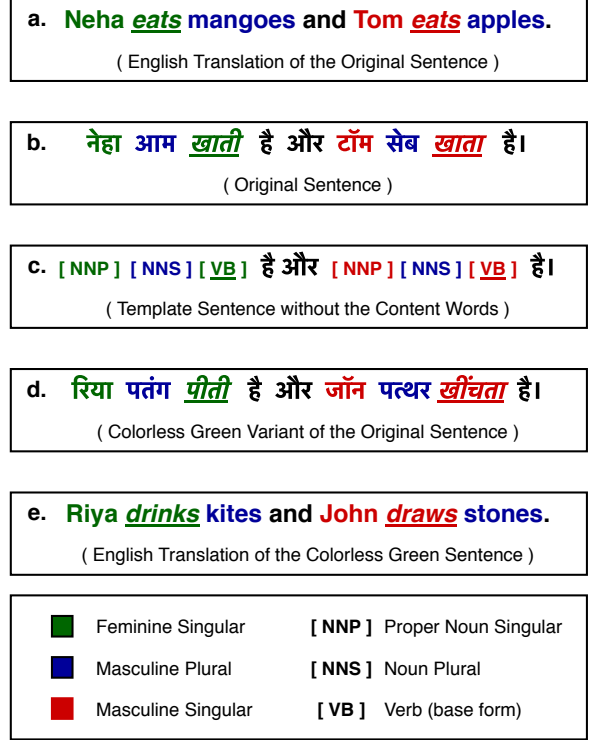 a. Neha eats mangoes and Tom eats apples.
( English Translation of the Original Sentence )
b. नेहा आम खाती है और टॉम सेब खाता है।
( Original Sentence )
c. [ NNP ] [ NNS ] [ VB ] है और [ NNP ] [ NNS ] [ VB ] है।
( Template Sentence without the Content Words )
d. रिया पतंग पीती है और जॉन पत्थर खींचता है।
( Colorless Green Variant of the Original Sentence )
e. Riya drinks kites and John draws stones.
( English Translation of the Colorless Green Sentence )
Feminine Singular [ NNP ] Proper Noun Singular
Masculine Plural [ NNS ] Noun Plural
Masculine Singular [ VB ] Verb (base form)